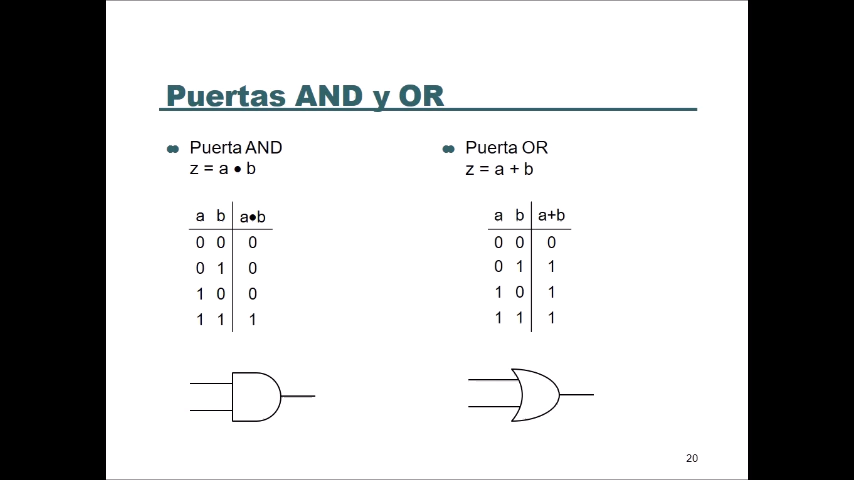 Puertas AND y OR
Puerta AND
z = a • b
a b a•b
0 0 0
0 1 0
1 0 0
1 1 1
Puerta OR
z = a + b
a b a+b
0 0 0
0 1 1
1 0 1
1 1 1
20